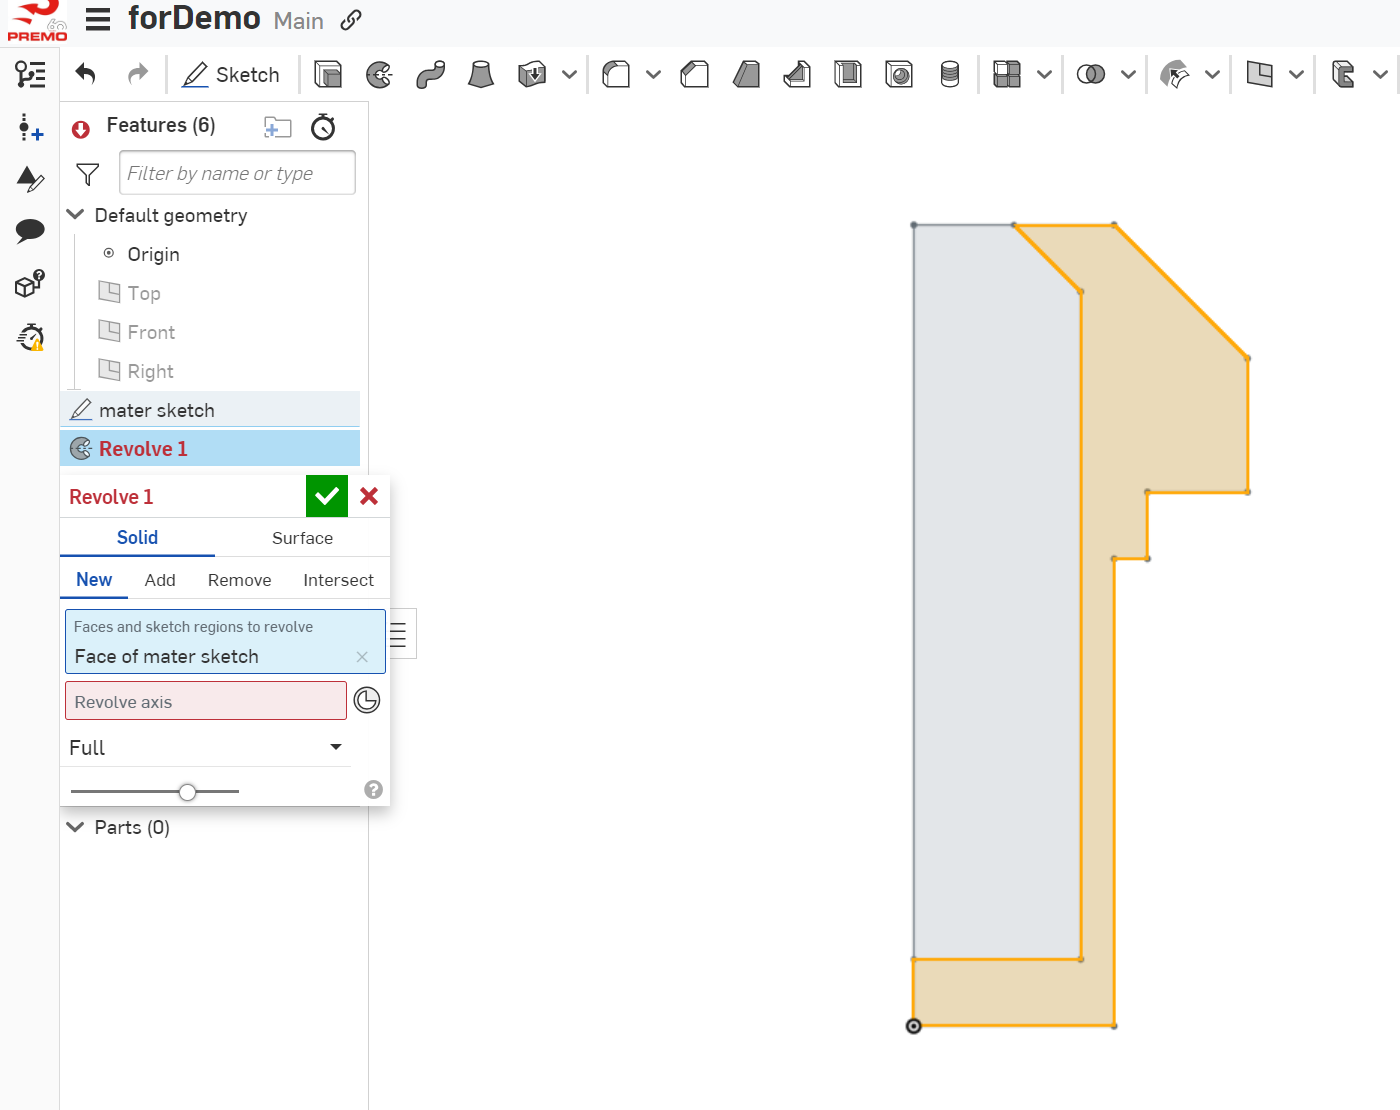 PREMO
60
forDemo Main
Sketch
Features (6)
Filter by name or type
Default geometry
Origin
Top
Front
Right
mater sketch
Revolve 1
Revolve 1
Solid Surface
New Add Remove Intersect
Faces and sketch regions to revolve
Face of mater sketch
Revolve axis
Full
Parts (0)